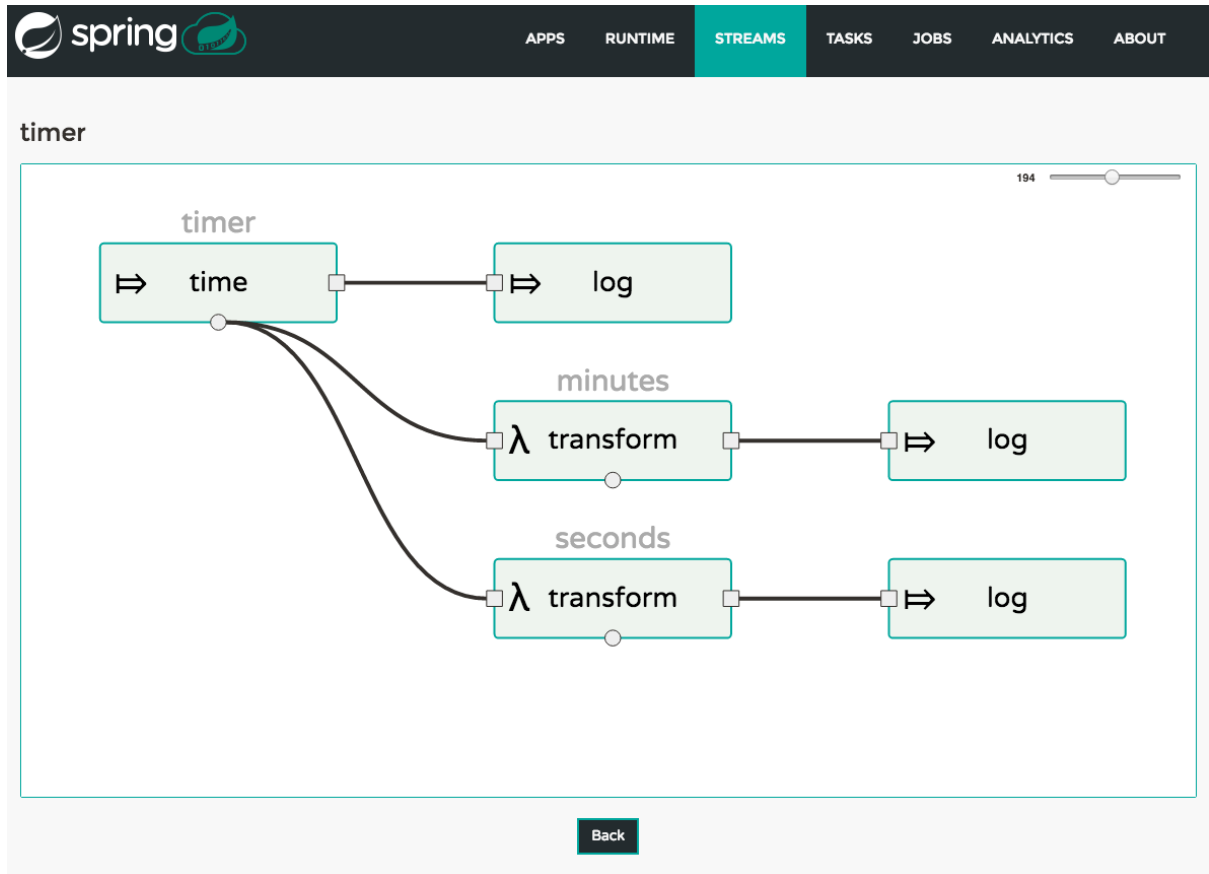 spring
APPS RUNTIME STREAMS TASKS JOBS ANALYTICS ABOUT
timer
194
timer
time
log
minutes
λ transform
log
seconds
λ transform
log
Back